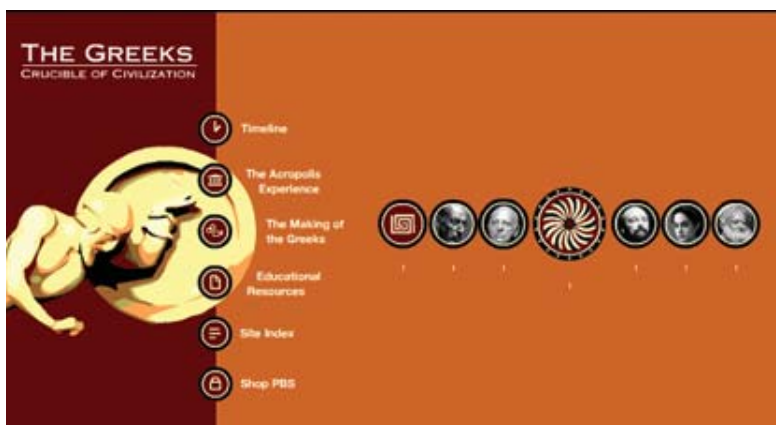 THE GREEKS
CRUCIBLE OF CIVILIZATION
Timeline
The Acropolis
Experience
The Making of
the Greeks
Educational
Resources
Site Index
Shop PBS